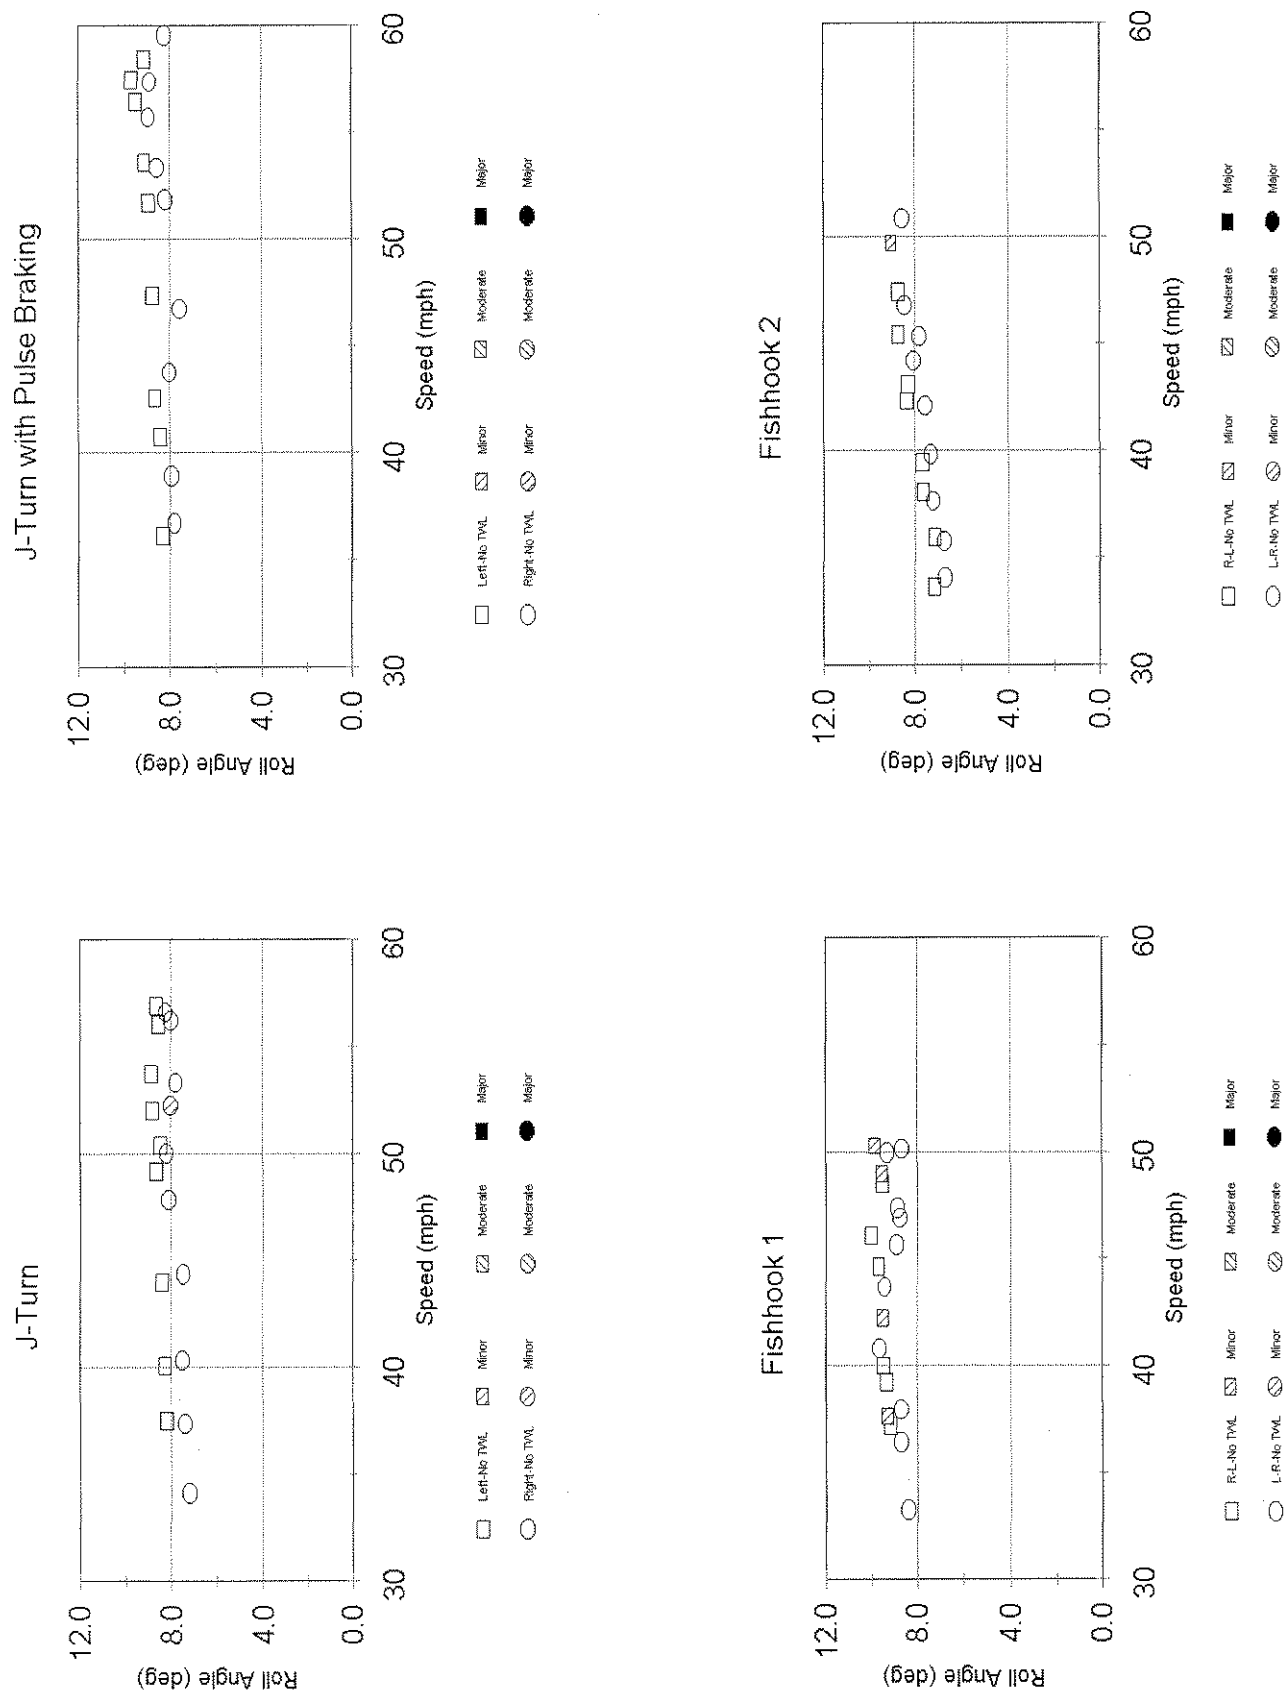 J-Turn
12.0
8.0
4.0
0.0
Roll Angle (deg)
30
40
50
60
Speed (mph)
Left-No TWL
Minor
Moderate
Major
Right-No TWL
Minor
Moderate
Major
J-Turn with Pulse Braking
12.0
8.0
4.0
0.0
Roll Angle (deg)
30
40
50
60
Speed (mph)
Left-No TWL
Minor
Moderate
Major
Right-No TWL
Minor
Moderate
Major
Fishhook 1
12.0
8.0
4.0
0.0
Roll Angle (deg)
30
40
50
60
Speed (mph)
R-L-No TWL
Minor
Moderate
Major
L-R-No TWL
Minor
Moderate
Major
Fishhook 2
12.0
8.0
4.0
0.0
Roll Angle (deg)
30
40
50
60
Speed (mph)
R-L-No TWL
Minor
Moderate
Major
L-R-No TWL
Minor
Moderate
Major